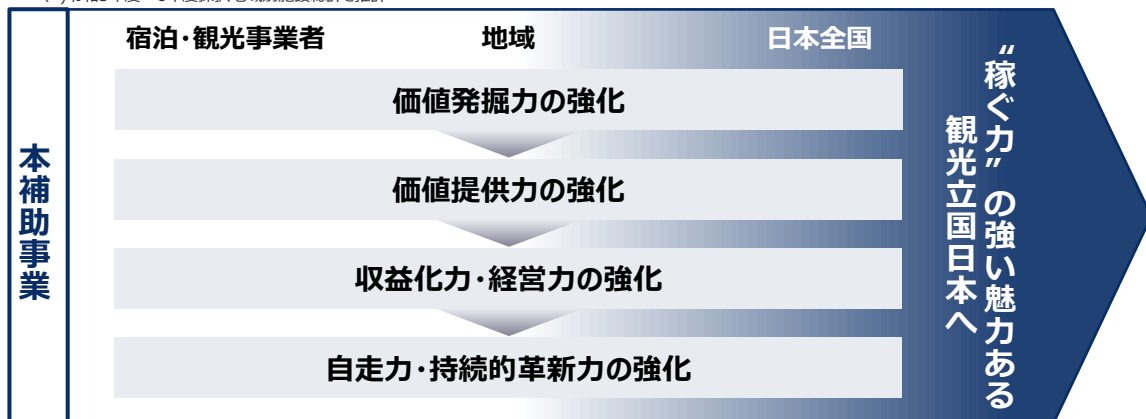 宿泊・観光事業者
地域
日本全国
本補助事業
価値発掘力の強化
価値提供力の強化
収益化力・経営力の強化
自走力・持続的革新力の強化
“稼ぐ力”の強い魅力ある
観光立国日本へ